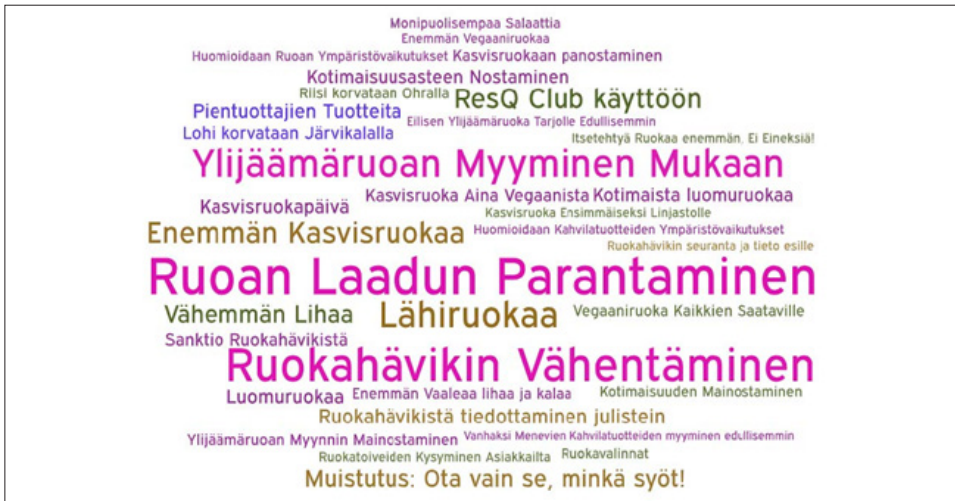 Monipuolisempaa Salaattia
Enemmän Vegaaniruokaa
Huomioidaan Ruoan Ympäristövaikutukset Kasvisruokaan panostaminen
Kotimaisuusasteen Nostaminen
Riisi korvataan Ohralla ResQ Club käyttöön
Pientuottajien Tuotteita Eilisen Ylijäämäruoka Tarjolle Edullisemmin
Lohi korvataan Järvikalalla Itsetehtyä Ruokaa enemmän. Ei Eineksiä!
Ylijäämäruoan Myyminen Mukaan
Kasvisruokapäivä Kasvisruoka Aina Vegaanista Kotimaista luomuruokaa
Kasvisruoka Ensimmäiseksi Linjastolle
Enemmän Kasvisruokaa Huomioidaan Kahvilatuotteiden Ympäristövaikutukset
Ruokahävikin seuranta ja tieto esille
Ruoan Laadun Parantaminen
Vähemmän Lihaa Lähiruokaa Vegaaniruoka Kaikkien Saataville
Sanktio Ruokahävikistä
Ruokahävikin Vähentäminen
Luomuruokaa Enemmän Vaaleaa lihaa ja kalaa Kotimaisuuden Mainostaminen
Ruokahävikistä tiedottaminen julistein
Ylijäämäruoan Myynnin Mainostaminen Vanhaksi Menevien Kahvilatuotteiden myyminen edullisemmin
Ruokatoiveiden Kysyminen Asiakkailta Ruokavalinnat
Muistutus: Ota vain se, minkä syöt!